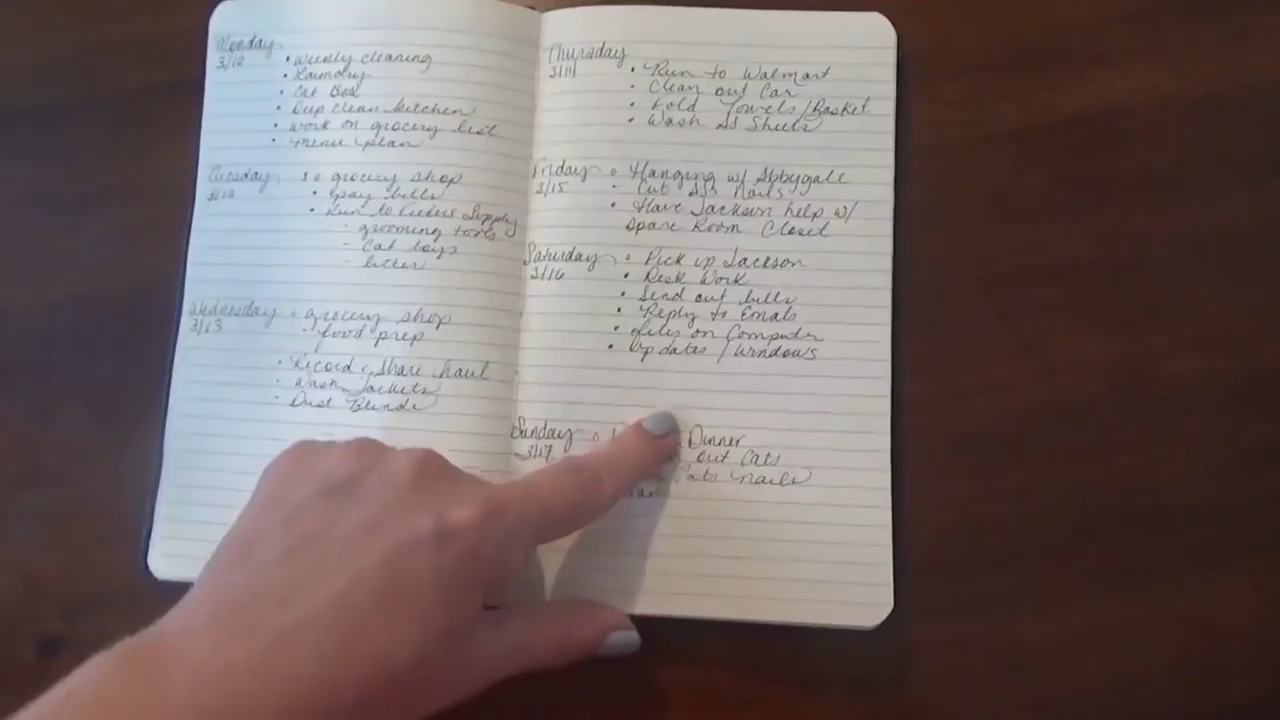 Monday
3/12
• Weekly cleaning
• Laundry
• Cat Box
• Deep clean kitchen
• Work on grocery list
• Menu plan
Tuesday
• grocery shop
• pay bills
• Run to Supply
- grooming tools
- Cat toys
- litter
Wednesday
3/13
• grocery shop
- food prep
• Record & Share haul
• Wash Jackets
• Dust Blinds
Thursday
• Run to Walmart
• Clean out Car
• Fold Towels/Basket
• Wash Sheets
Friday
3/15
o Hanging w/ Abbygale
- Cut Nails
• Have Jackson help w/
Spare Room Closet
Saturday
3/16
o Pick up Jackson
• Desk Work
• Send out bills
• Reply to Emails
• files on Computer
• Updates / Windows
Sunday
3/17
o Dinner
out Cats
Cats nails